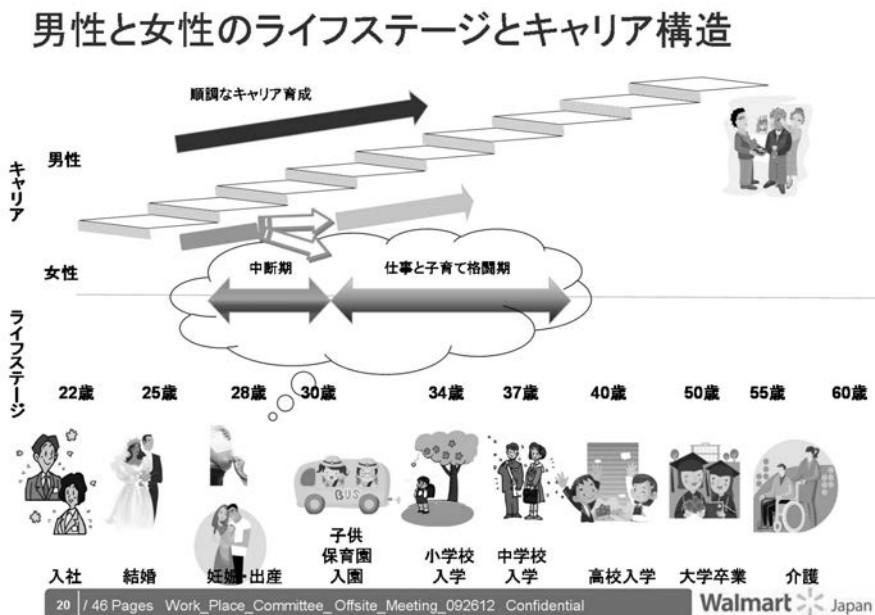 男性と女性のライフステージとキャリア構造
順調なキャリア育成
男性
キャリア
女性
中断期
仕事と子育て格闘期
ライフステージ
22歳 25歳 28歳 30歳 34歳 37歳 40歳 50歳 55歳 60歳
BUS
入社
結婚
妊娠・出産
子供
保育園
入園
小学校
入学
中学校
入学
高校入学
大学卒業
介護
20 / 46 Pages Work_Place_Committee_Offsite_Meeting_092612 Confidential
Walmart Japan